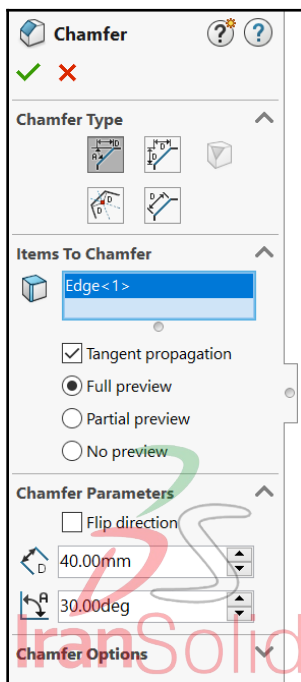 Chamfer
Chamfer Type
Items To Chamfer
Edge<1>
Tangent propagation
Full preview
Partial preview
No preview
Chamfer Parameters
Flip direction
D 40.00mm
A 30.00deg
IranSolid
Chamfer Options